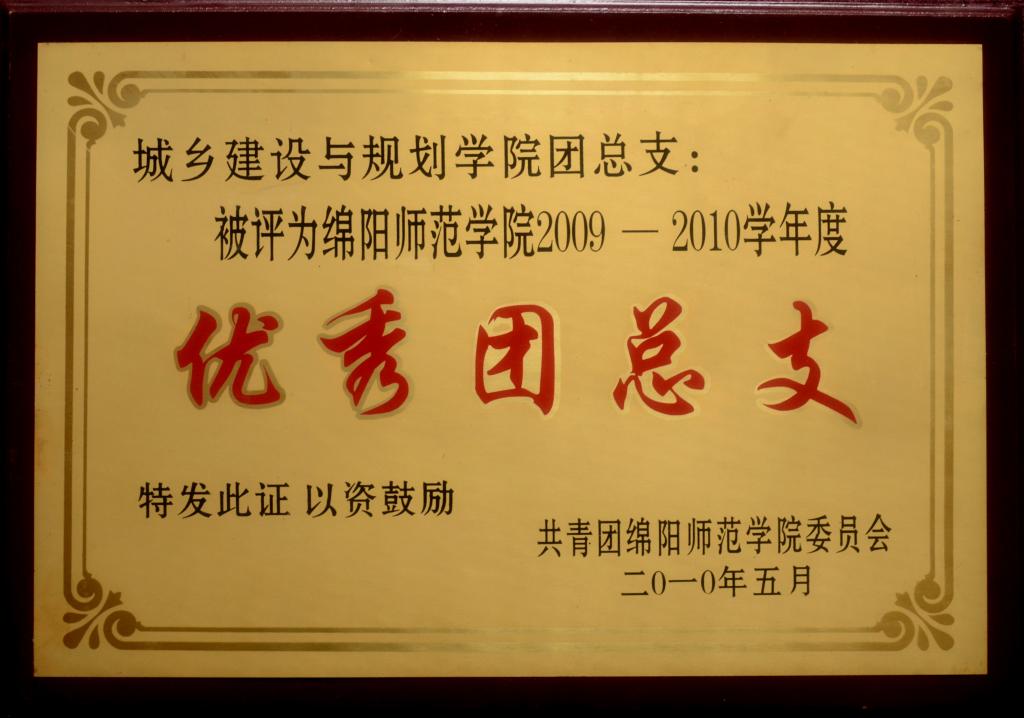 城乡建设与规划学院团总支：
被评为绵阳师范学院2009 — 2010学年度
优秀团总支
特发此证 以资鼓励
共青团绵阳师范学院委员会
二0一0年五月